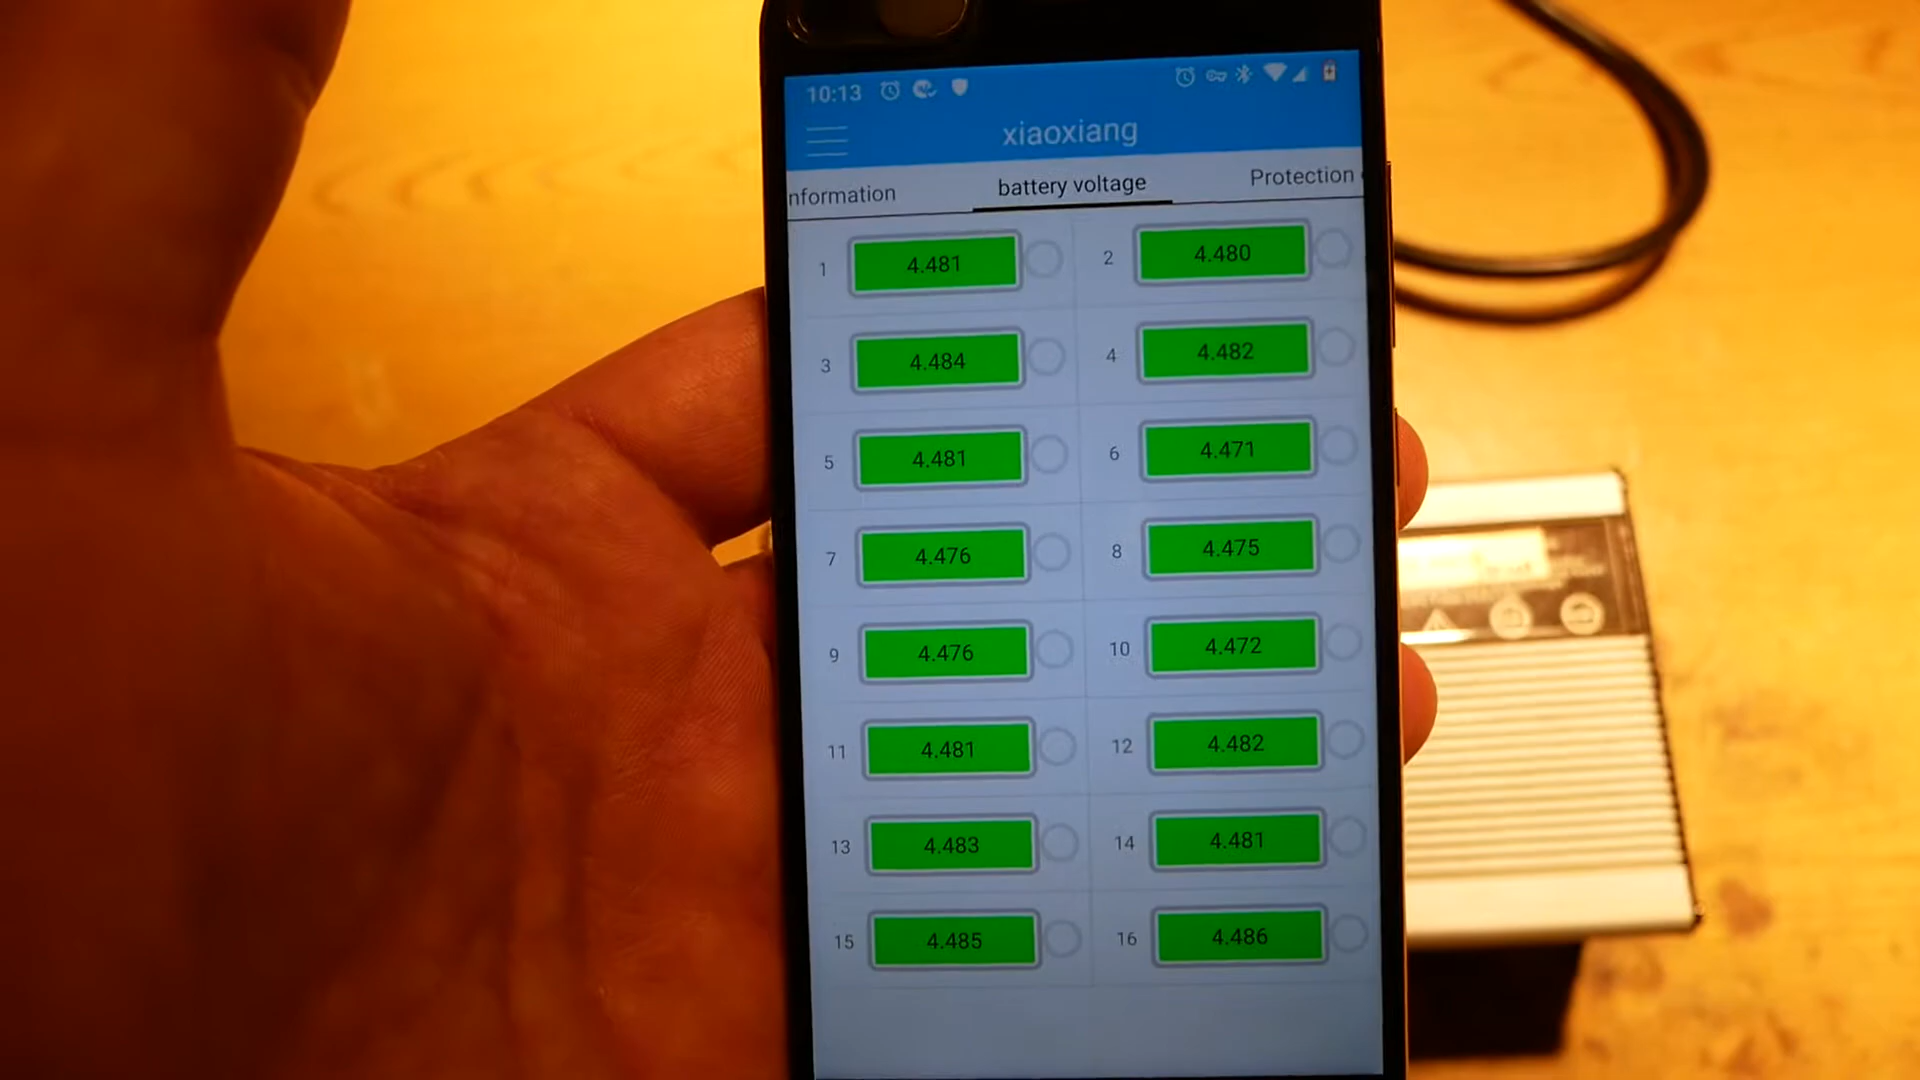 10:13
xiaoxiang
nformation battery voltage Protection
1 4.481 2 4.480
3 4.484 4 4.482
5 4.481 6 4.471
7 4.476 8 4.475
9 4.476 10 4.472
11 4.481 12 4.482
13 4.483 14 4.481
15 4.485 16 4.486